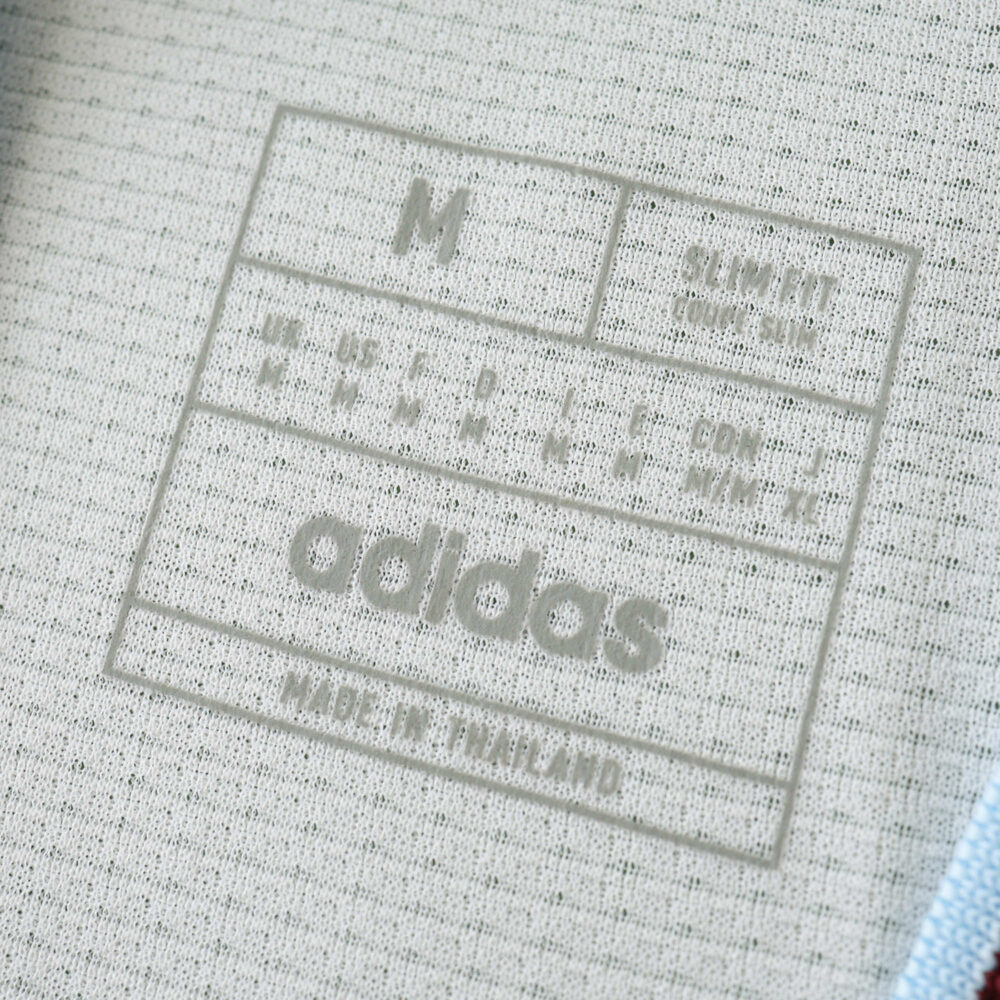 M
SLIM FIT
COUPE SLIM
UK US F D I E CDN J
M M M M M M M/M XL
adidas
MADE IN THAILAND